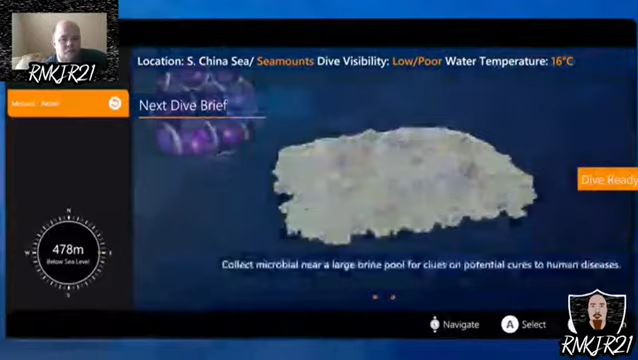 Location: S. China Sea/ Seamounts Dive Visibility: Low/Poor Water Temperature: 16°C
RNKJR21
Next Dive Brief
Dive Ready
N
478m
W E
Below Sea Level
S
Collect microbial near a large brine pool for clues on potential cures to human diseases.
Navigate
A Select
RNKJR21